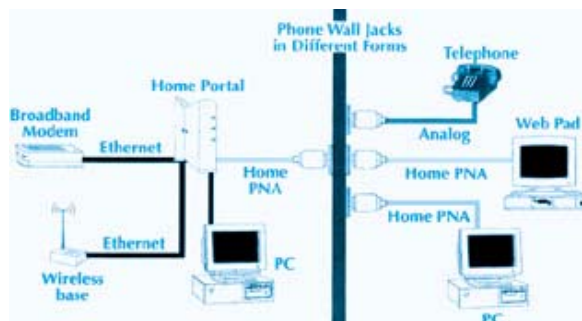 Phone Wall Jacks
in Different Forms
Telephone
Home Portal
Broadband
Modem
Ethernet
Analog
Web Pad
Home
PNA
Home PNA
Home PNA
Ethernet
PC
Wireless
base
PC